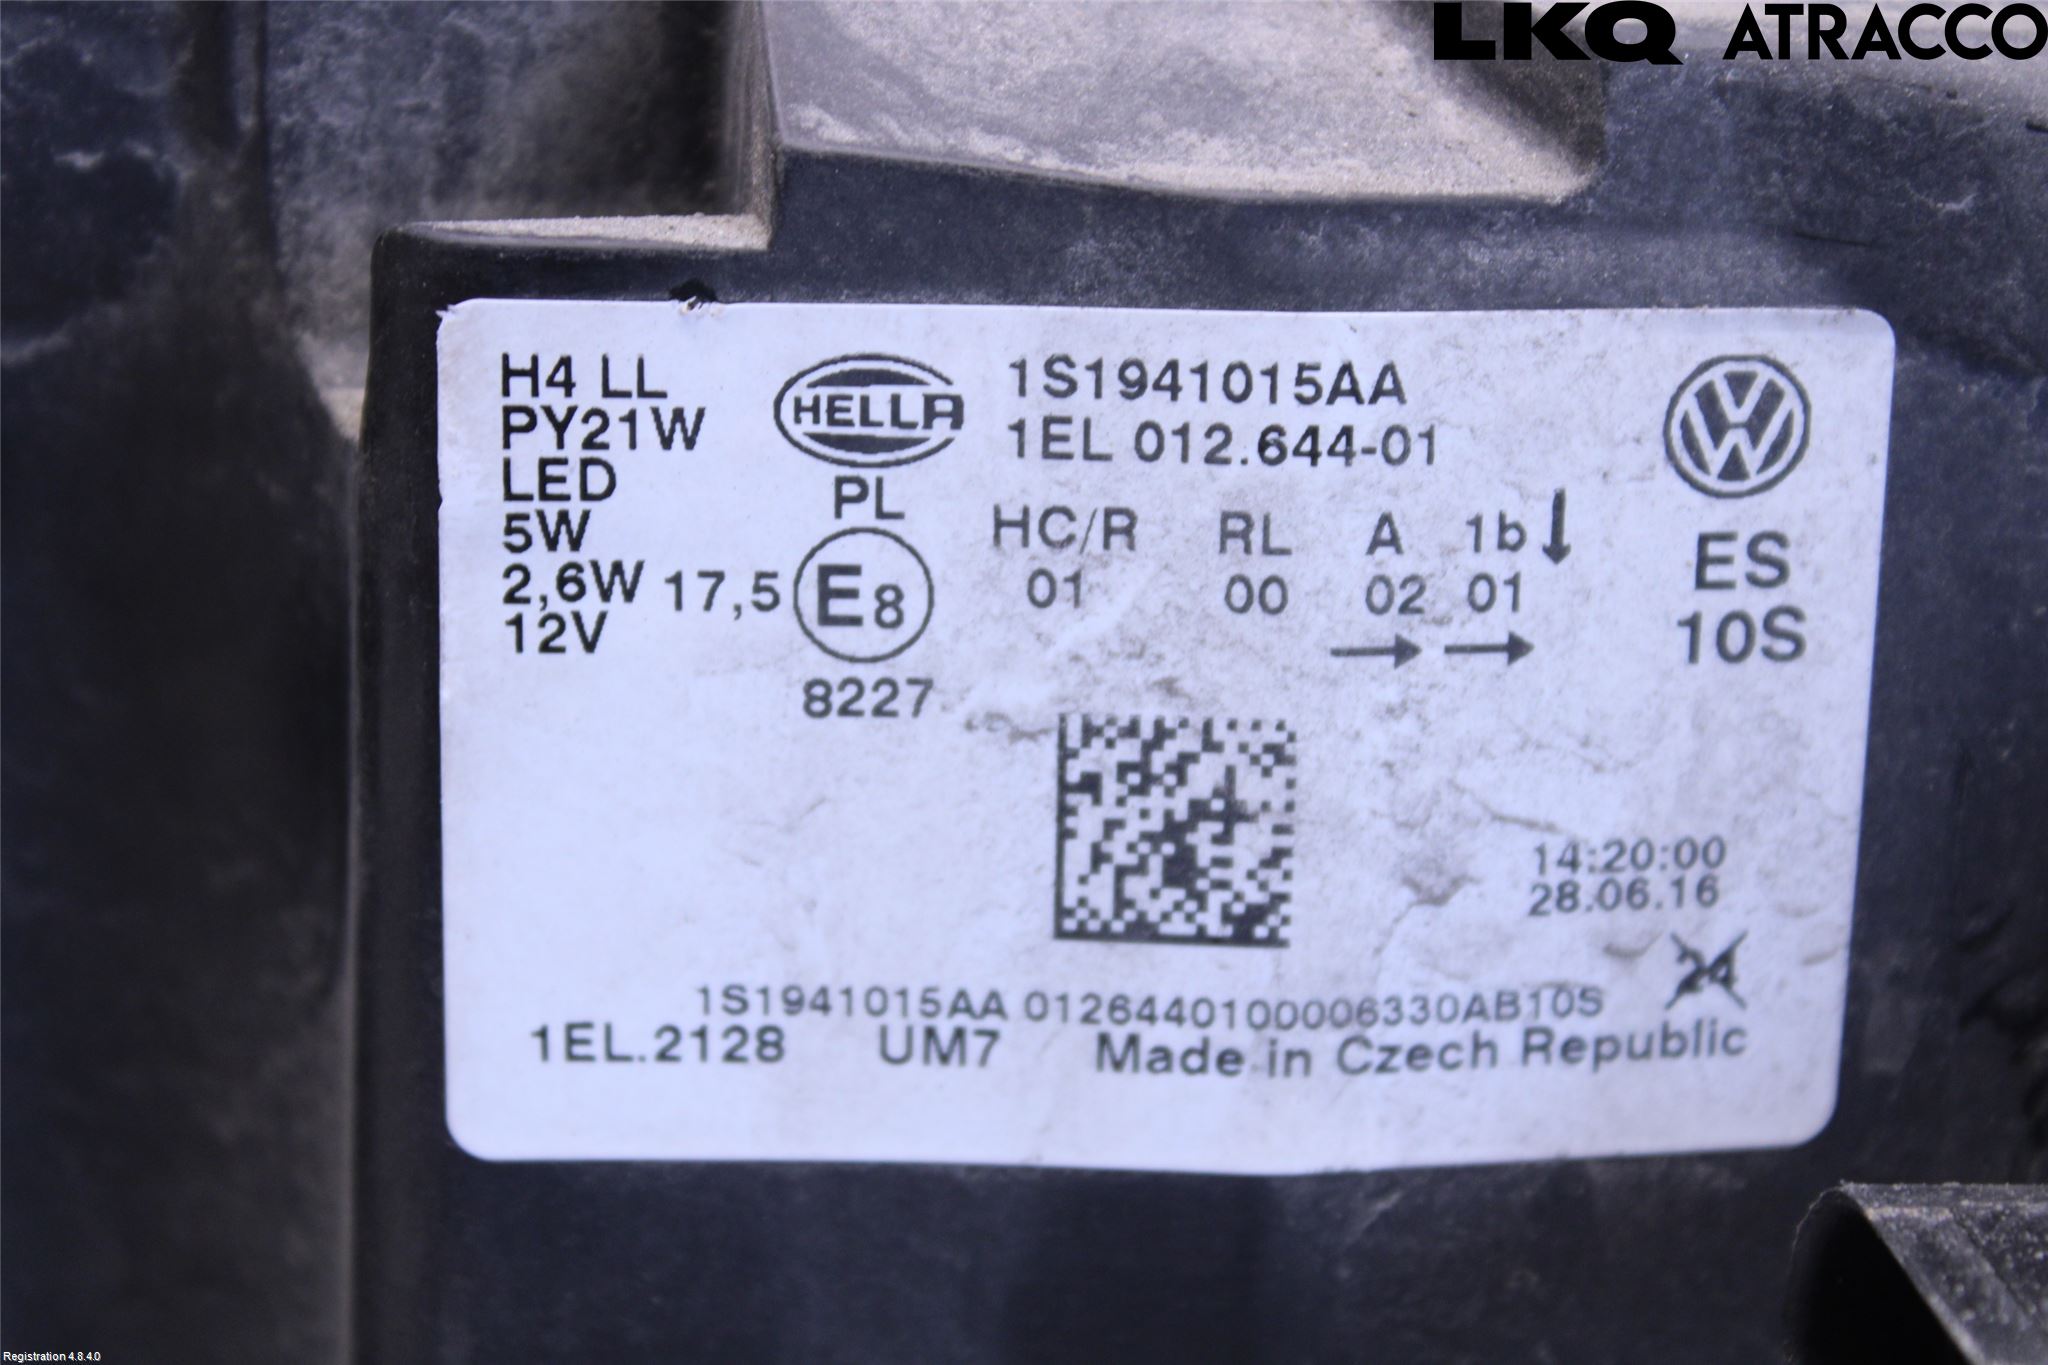 LKQ ATRACCO
H4 LL
PY21W
LED
5W
2,6W
12V
HELLA
PL
17,5 E8
8227
1S1941015AA
1EL 012.644-01
HC/R RL A 1b ↓
01 00 02 01
→ →
ES
10S
14:20:00
28.06.16
24
1S1941015AA 0126440100006330AB10S
1EL.2128 UM7 Made in Czech Republic
Registration 4.8.4.0